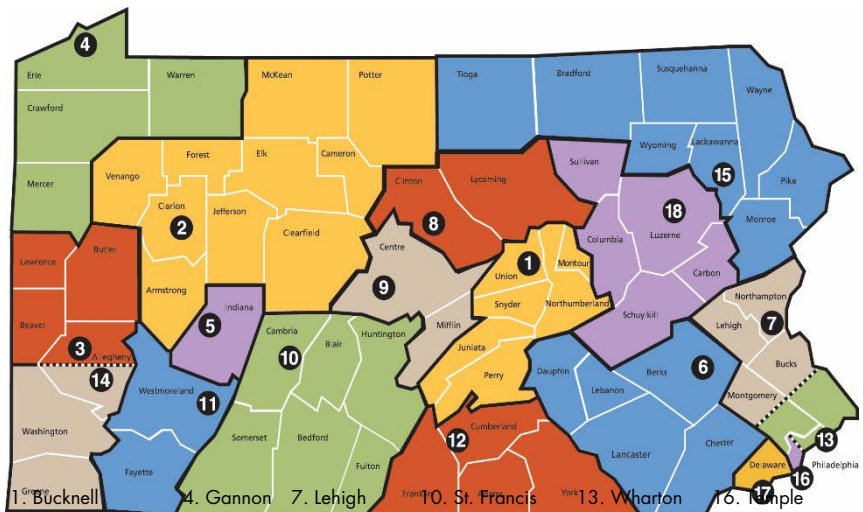 4
Erie
Warren
McKean
Potter
Tioga
Bradford
Susquehanna
Wayne
Crawford
Wyoming
Lackawanna
Mercer
Venango
Forest
Elk
Cameron
Clinton
Lycoming
Sullivan
15
Pike
Clarion
2
Jefferson
8
18
Monroe
Butler
Lawrence
Clearfield
Centre
Columbia
Luzerne
Union
1
Montour
Carbon
Armstrong
Indiana
9
Snyder
Northumberland
Northampton
Beaver
5
Cambria
Huntington
Mifflin
Schuylkill
Lehigh
7
3
Allegheny
10
Blair
Juniata
Dauphin
Berks
6
Bucks
14
Westmoreland
11
Perry
Lebanon
Montgomery
Washington
Somerset
Bedford
12
Cumberland
Lancaster
Chester
13
Fayette
Fulton
Delaware
Philadelphia
16
17
Greene
Franklin
Adams
York
1. Bucknell 4. Gannon 7. Lehigh 10. St. Francis 13. Wharton 16. Temple